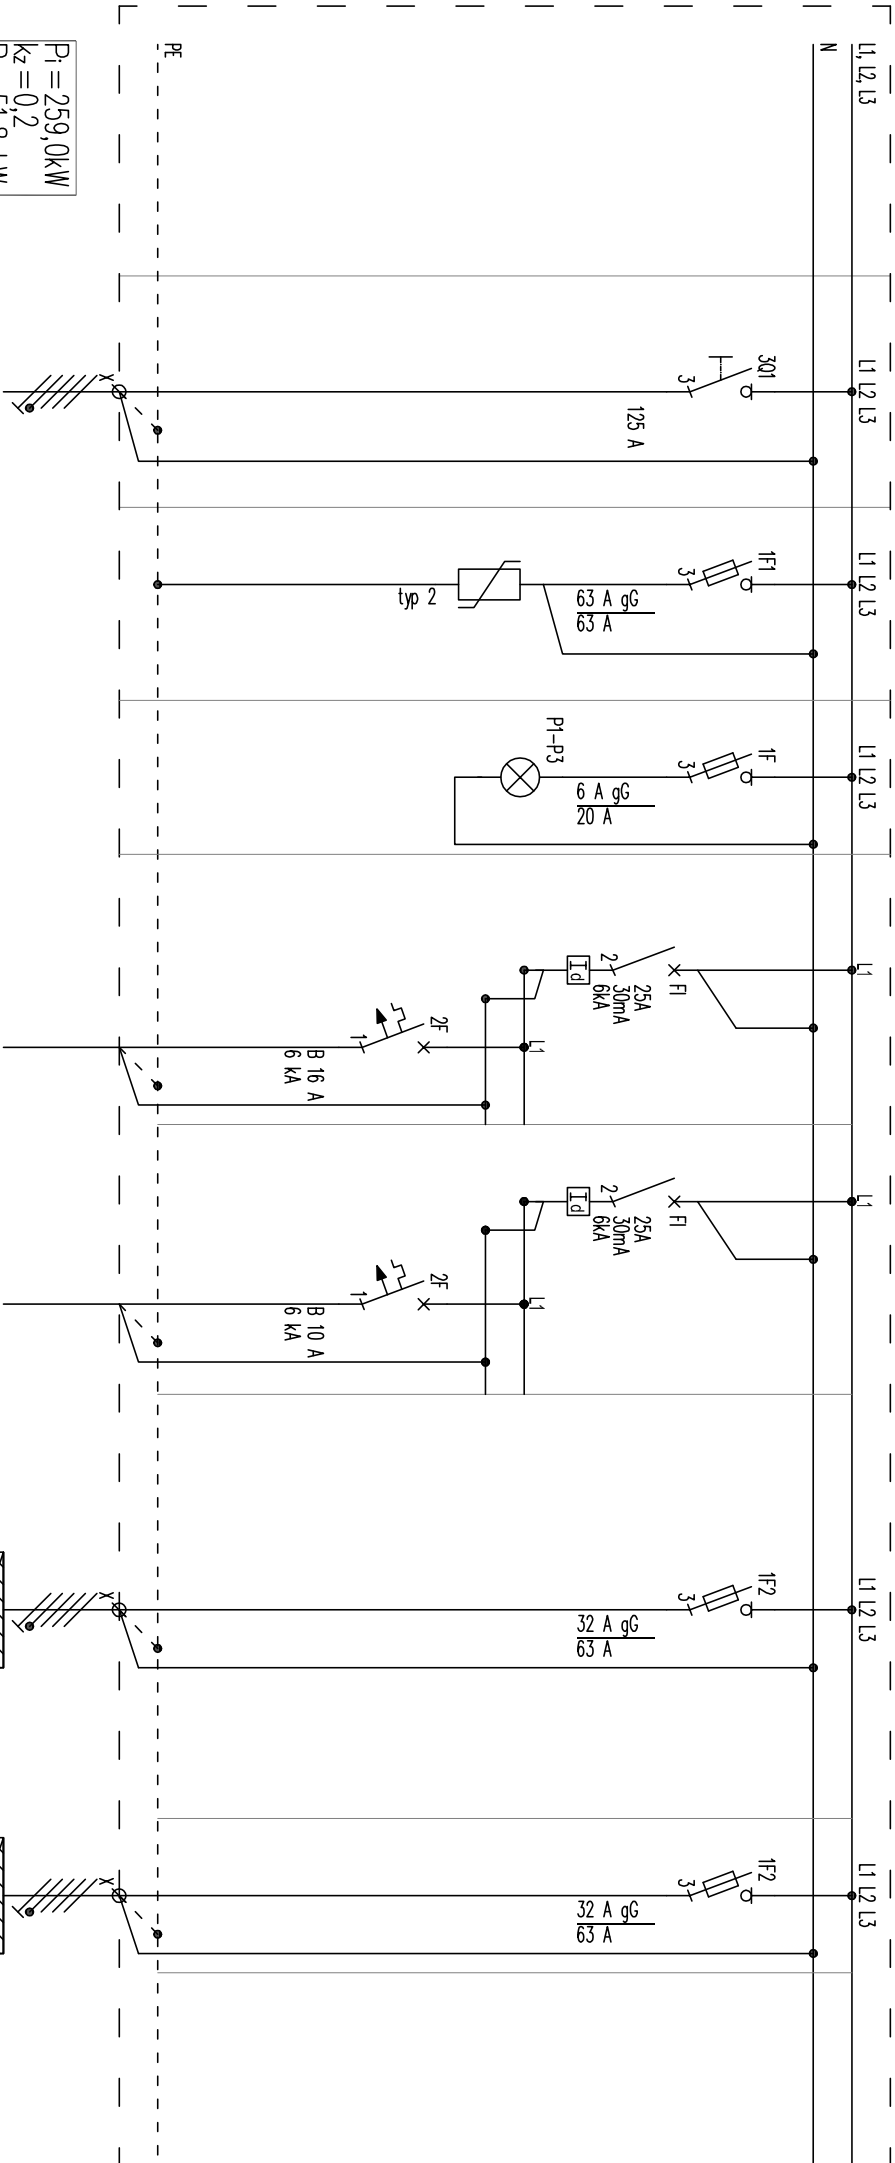 L1, L2, L3
N
PE
Pi = 259,0kW
kz = 0,2
L1 L2 L3
3Q1
3
125 A
L1 L2 L3
1F1
3
63 A gG
63 A
typ 2
L1 L2 L3
1F
3
6 A gG
20 A
P1-P3
L1
FI
2
25A
30mA
6kA
Id
L1
2F
1
B 16 A
6 kA
L1
FI
2
25A
30mA
6kA
Id
L1
2F
1
B 10 A
6 kA
L1 L2 L3
1F2
3
32 A gG
63 A
L1 L2 L3
1F2
3
32 A gG
63 A